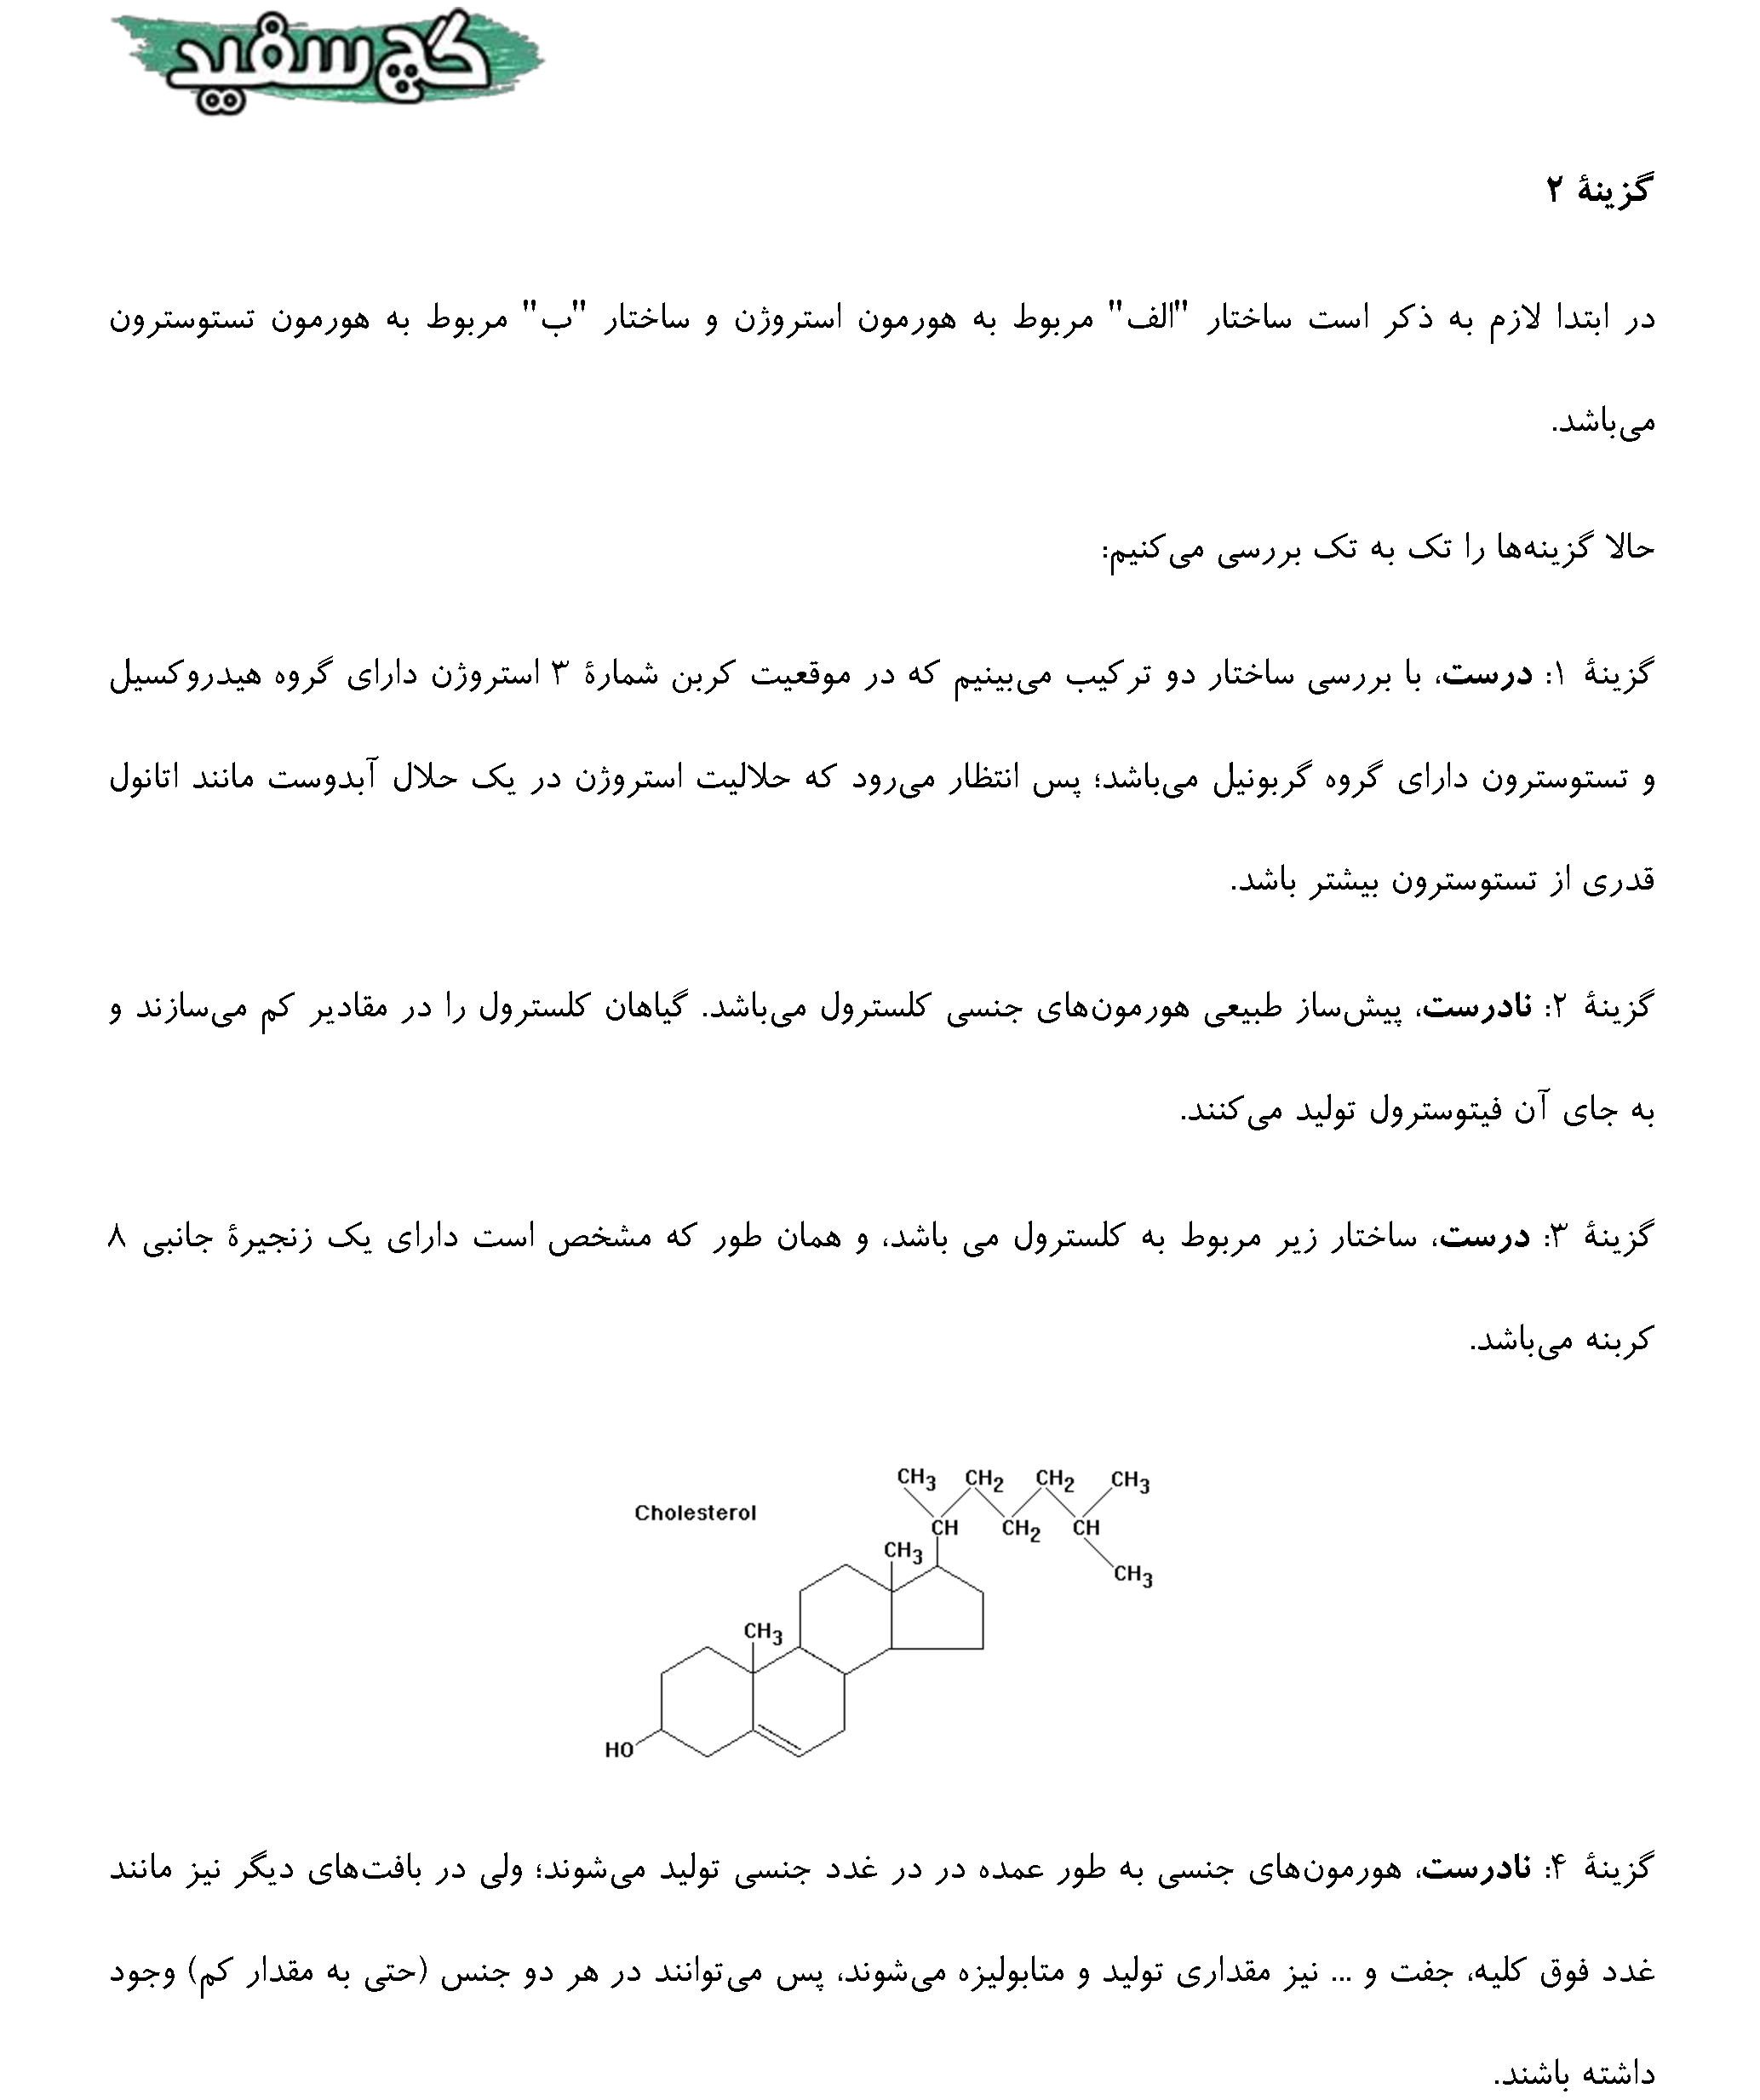 گچ سفید
گزینهٔ ۲
در ابتدا لازم به ذکر است ساختار "الف" مربوط به هورمون استروژن و ساختار "ب" مربوط به هورمون تستوسترون
می‌باشد.
حالا گزینه‌ها را تک به تک بررسی می‌کنیم:
گزینهٔ ۱: درست، با بررسی ساختار دو ترکیب می‌بینیم که در موقعیت کربن شمارهٔ ۳ استروژن دارای گروه هیدروکسیل
و تستوسترون دارای گروه گربونیل می‌باشد؛ پس انتظار می‌رود که حلالیت استروژن در یک حلال آبدوست مانند اتانول
قدری از تستوسترون بیشتر باشد.
گزینهٔ ۲: نادرست، پیش‌ساز طبیعی هورمون‌های جنسی کلسترول می‌باشد. گیاهان کلسترول را در مقادیر کم می‌سازند و
به جای آن فیتوسترول تولید می‌کنند.
گزینهٔ ۳: درست، ساختار زیر مربوط به کلسترول می باشد، و همان طور که مشخص است دارای یک زنجیرهٔ جانبی ۸
کربنه می‌باشد.
CH3 CH2 CH2 CH3
Cholesterol
CH CH2 CH
CH3
CH3
CH3
HO
گزینهٔ ۴: نادرست، هورمون‌های جنسی به طور عمده در در غدد جنسی تولید می‌شوند؛ ولی در بافت‌های دیگر نیز مانند
غدد فوق کلیه، جفت و ... نیز مقداری تولید و متابولیزه می‌شوند، پس می‌توانند در هر دو جنس (حتی به مقدار کم) وجود
داشته باشند.